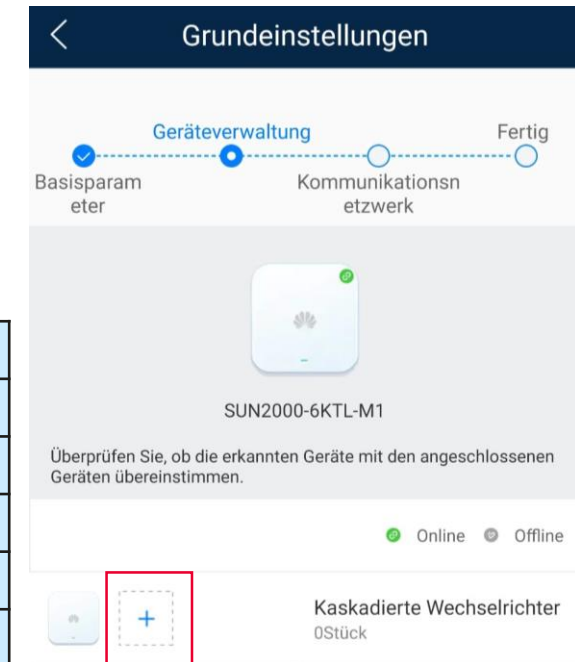 Grundeinstellungen
Geräteverwaltung
Fertig
Basisparam
eter
Kommunikationsn
etzwerk
SUN2000-6KTL-M1
Überprüfen Sie, ob die erkannten Geräte mit den angeschlossenen
Geräten übereinstimmen.
Online Offline
Kaskadierte Wechselrichter
0Stück